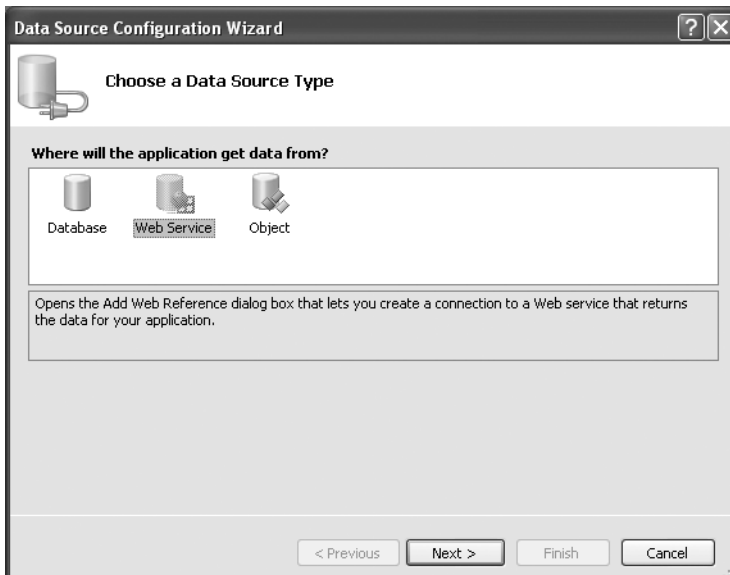 Data Source Configuration Wizard
Choose a Data Source Type
Where will the application get data from?
Database Web Service Object
Opens the Add Web Reference dialog box that lets you create a connection to a Web service that returns
the data for your application.
< Previous Next > Finish Cancel